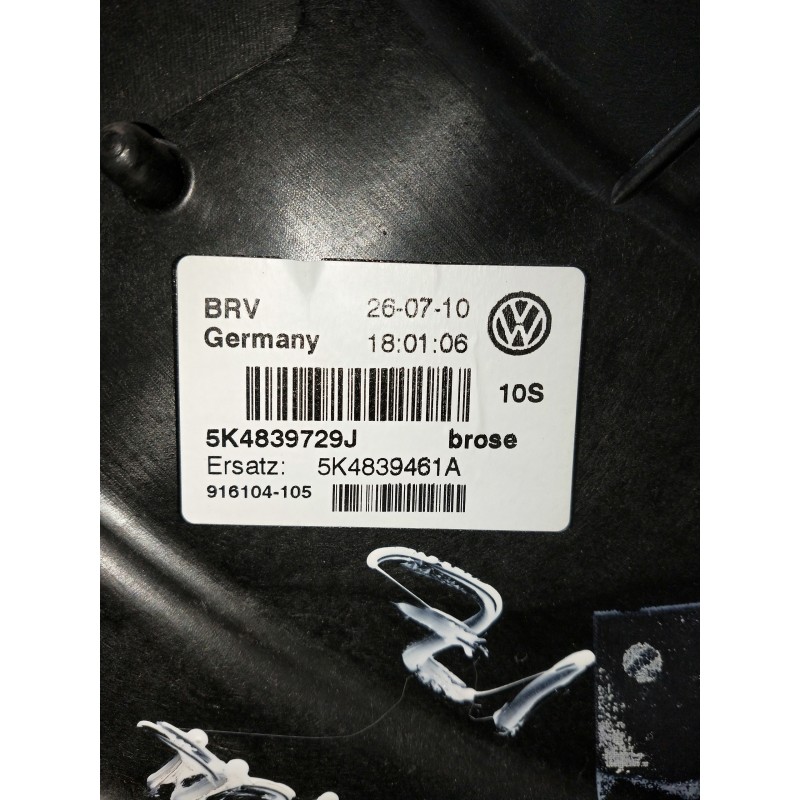 BRV 26-07-10
Germany 18:01:06
10S
5K4839729J brose
Ersatz: 5K4839461A
916104-105